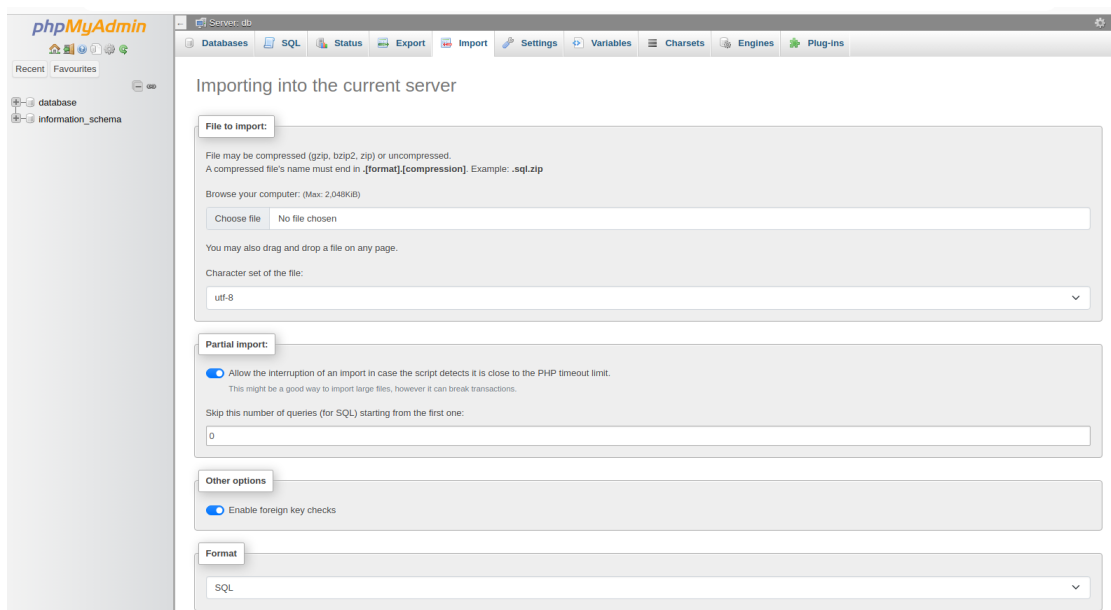 phpMyAdmin
Recent Favourites
database
information_schema
Server: db
Databases SQL Status Export Import Settings Variables Charsets Engines Plug-ins
Importing into the current server
File to import:
File may be compressed (gzip, bzip2, zip) or uncompressed.
A compressed file's name must end in .[format].[compression]. Example: .sql.zip
Browse your computer: (Max: 2,048KiB)
Choose file No file chosen
You may also drag and drop a file on any page.
Character set of the file:
utf-8
Partial import:
Allow the interruption of an import in case the script detects it is close to the PHP timeout limit.
This might be a good way to import large files, however it can break transactions.
Skip this number of queries (for SQL) starting from the first one:
0
Other options
Enable foreign key checks
Format
SQL